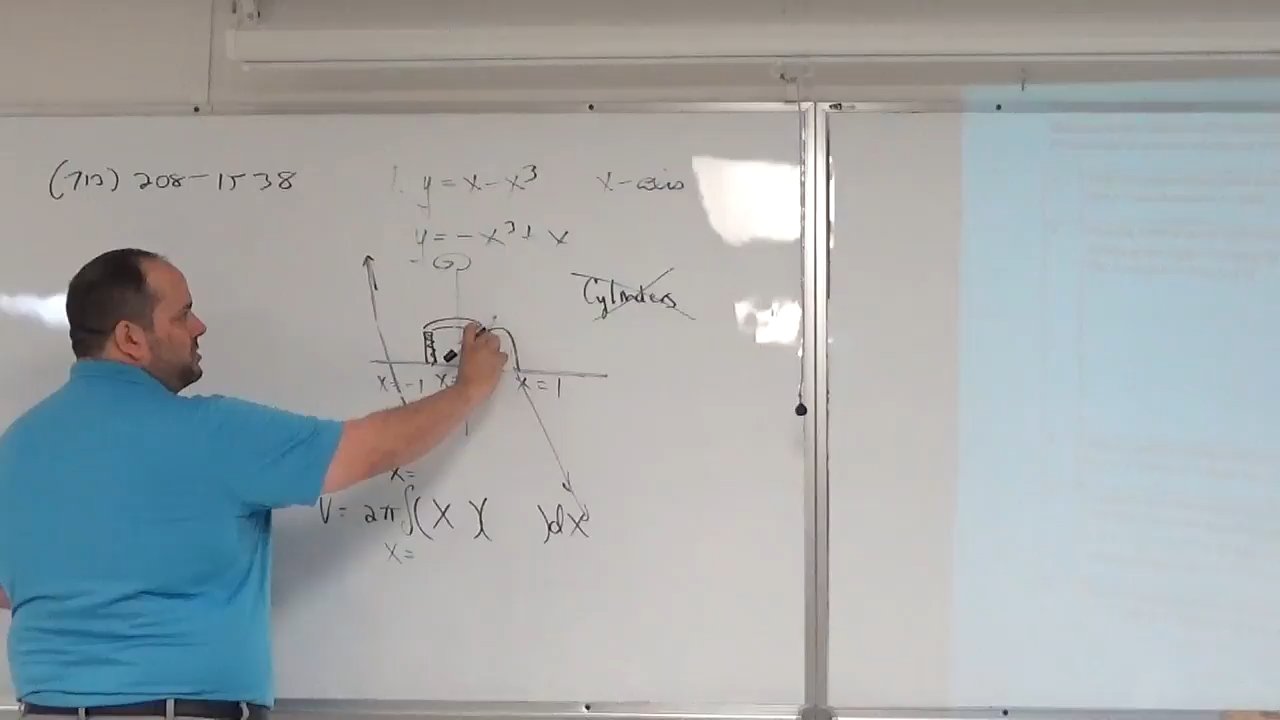 (713) 208-1538
1. y = x - x³ x-axis
y = -x³ + x
Cylinders
x = -1 x = x = 1
x =
V = 2π∫( x )( )dx
x =